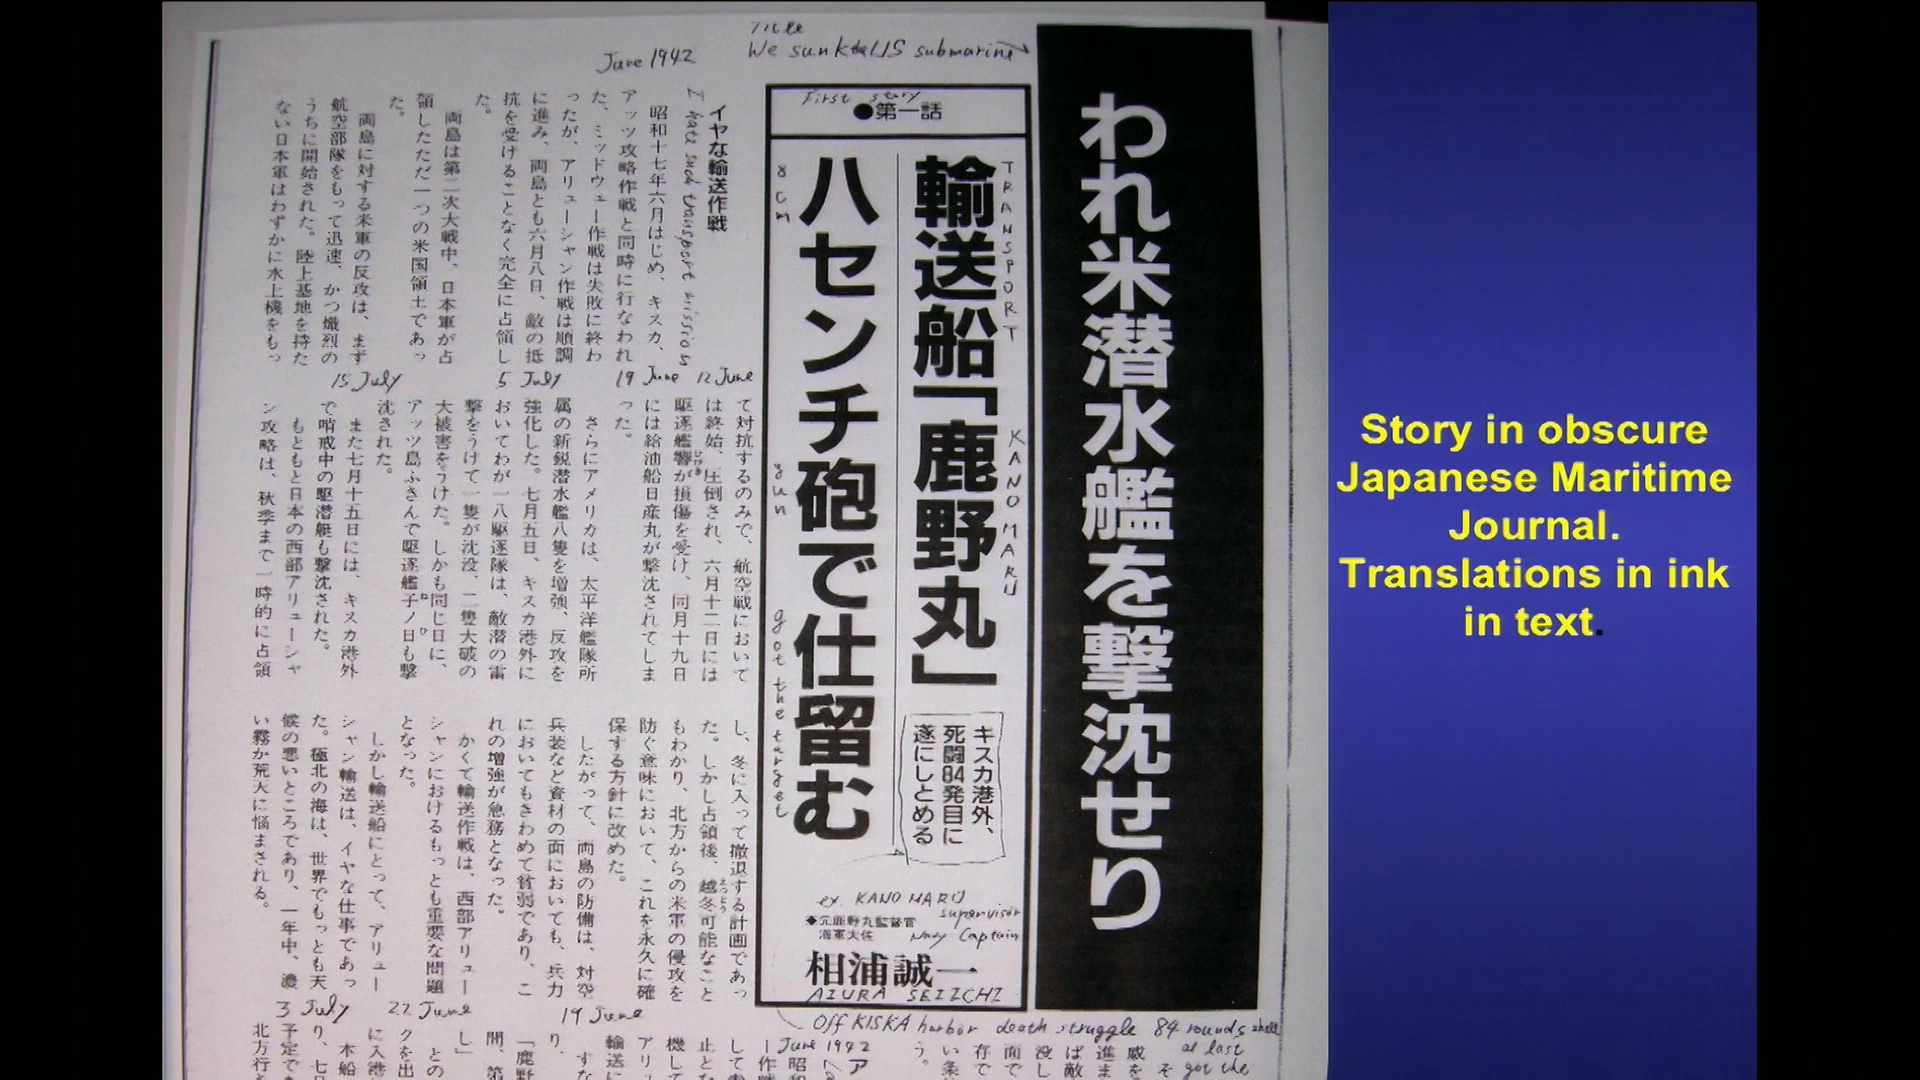 Title
We sunk the US submarine
June 1942
われ米潜水艦を撃沈せり
First story
●第一話
TRANSPORT KANO MARU
輸送船「鹿野丸」
キスカ港外、
死闘84発目に
遂にしとめる
ハセンチ砲で仕留む
8 cm gun got the target
ex. KANO MARU
supervisor
◆元鹿野丸監督官
海軍大佐
Navy Captain
相浦誠一
AIURA SEIICHI
Off KISKA harbor death struggle 84 rounds shell
at last
got the
イヤな輸送作戦
I hate such transport missions
昭和十七年六月はじめ、キスカ、
アッツ攻略作戦と同時に行なわれ
た、ミッドウェー作戦は失敗に終わ
ったが、アリューシャン作戦は順調
に進み、両島とも六月八日、敵の抵
抗を受けることなく完全に占領し
た。
両島は第二次大戦中、日本軍が占
領したただ一つの米国領土であっ
た。
両島に対する米軍の反攻は、まず
航空部隊をもって迅速、かつ熾烈の
うちに開始された。陸上基地を持た
ない日本軍はわずかに水上機をもっ
12 June
19 June
5 July
15 July
て対抗するのみで、航空戦において
は終始、圧倒され、六月十二日には
駆逐艦響が損傷を受け、同月十九日
には給油船日産丸が撃沈されてしま
った。
さらにアメリカは、太平洋艦隊所
属の新鋭潜水艦八隻を増強、反攻を
強化した。七月五日、キスカ港外に
おいてわが一八駆逐隊は、敵潜の雷
撃をうけて一隻が沈没、二隻大破の
大被害をうけた。しかも同じ日に、
アッツ島ふきんで駆逐艦子ノ日も撃
沈された。
また七月十五日には、キスカ港外
で哨戒中の駆潜艇も撃沈された。
もともと日本の西部アリューシャ
ン攻略は、秋季まで一時的に占領
し、冬に入って撤退する計画であっ
た。しかし占領後、越冬可能なこと
もわかり、北方からの米軍の侵攻を
防ぐ意味において、これを永久に確
保する方針に改めた。
したがって、両島の防備は、対空
兵装など資材の面においても、兵力
においてもきわめて貧弱であり、こ
れの増強が急務となった。
かくて輸送作戦は、西部アリュー
シャンにおけるもっとも重要な問題
となった。
しかし輸送船にとって、アリュー
シャン輸送は、イヤな仕事であっ
た。極北の海は、世界でもっとも天
候の悪いところであり、一年中、濃
い霧か荒天に悩まされる。
June 1942
19 June
22 June
3 July
Story in obscure
Japanese Maritime
Journal.
Translations in ink
in text.